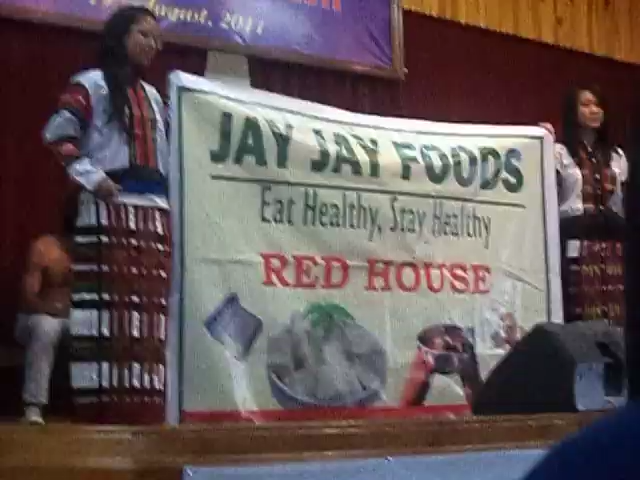 August, 2011
JAY JAY FOODS
Eat Healthy, Stay Healthy
RED HOUSE